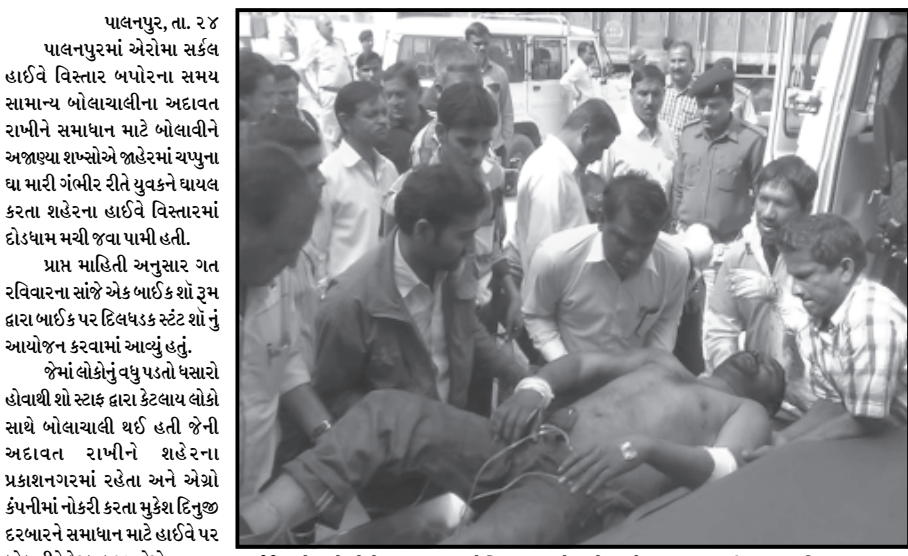 પાલનપુર, તા. ૨૪
પાલનપુરમાં એરોમા સર્કલ
હાઈવે વિસ્તાર બપોરના સમય
સામાન્ય બોલાચાલીના અદાવત
રાખીને સમાધાન માટે બોલાવીને
અજાણ્યા શખ્સોએ જાહેરમાં ચપ્પુના
ઘા મારી ગંભીર રીતે યુવકને ઘાયલ
કરતા શહેરના હાઈવે વિસ્તારમાં
દોડધામ મચી જવા પામી હતી.
પ્રાપ્ત માહિતી અનુસાર ગત
રવિવારના સાંજે એક બાઈક શૉ રૂમ
દ્વારા બાઈક પર દિલધડક સ્ટંટ શૉ નું
આયોજન કરવામાં આવ્યું હતું.
જેમાં લોકોનું વધુ પડતો ધસારો
હોવાથી શો સ્ટાફ દ્વારા કેટલાય લોકો
સાથે બોલાચાલી થઈ હતી જેની
અદાવત રાખીને શહેરના
પ્રકાશનગરમાં રહેતા અને એગ્રો
કંપનીમાં નોકરી કરતા મુકેશ દિનુજી
દરબારને સમાધાન માટે હાઈવે પર